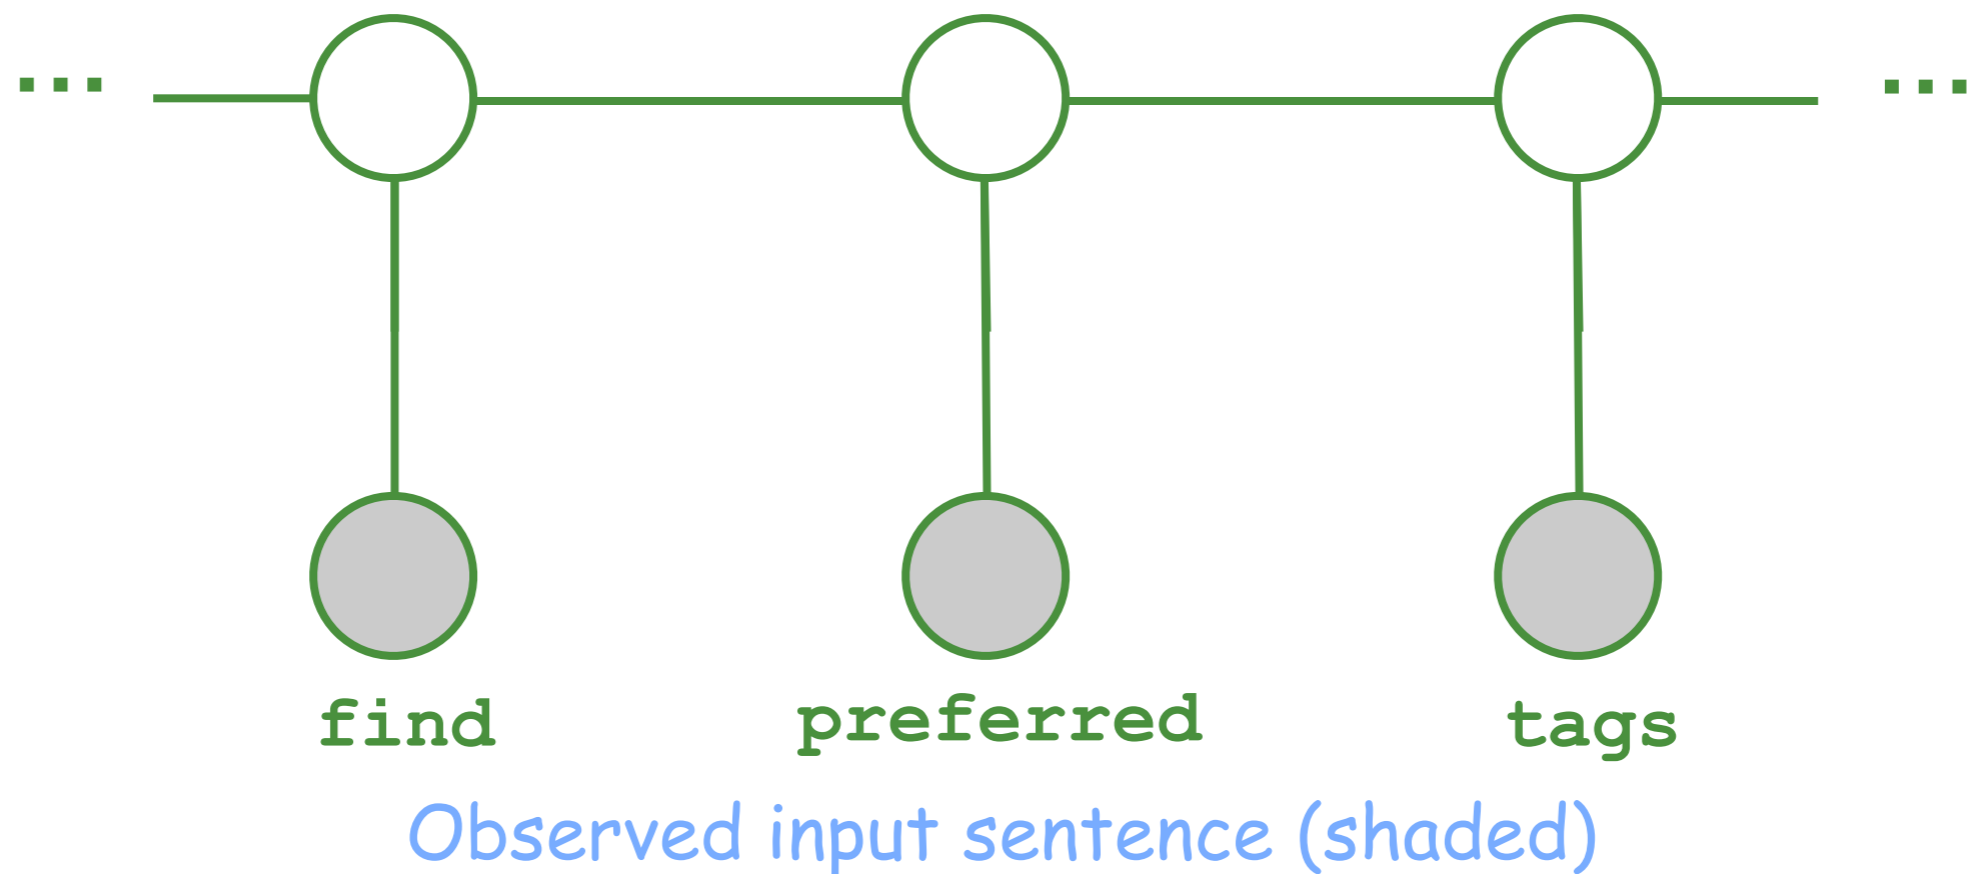 ... ...
find preferred tags
Observed input sentence (shaded)